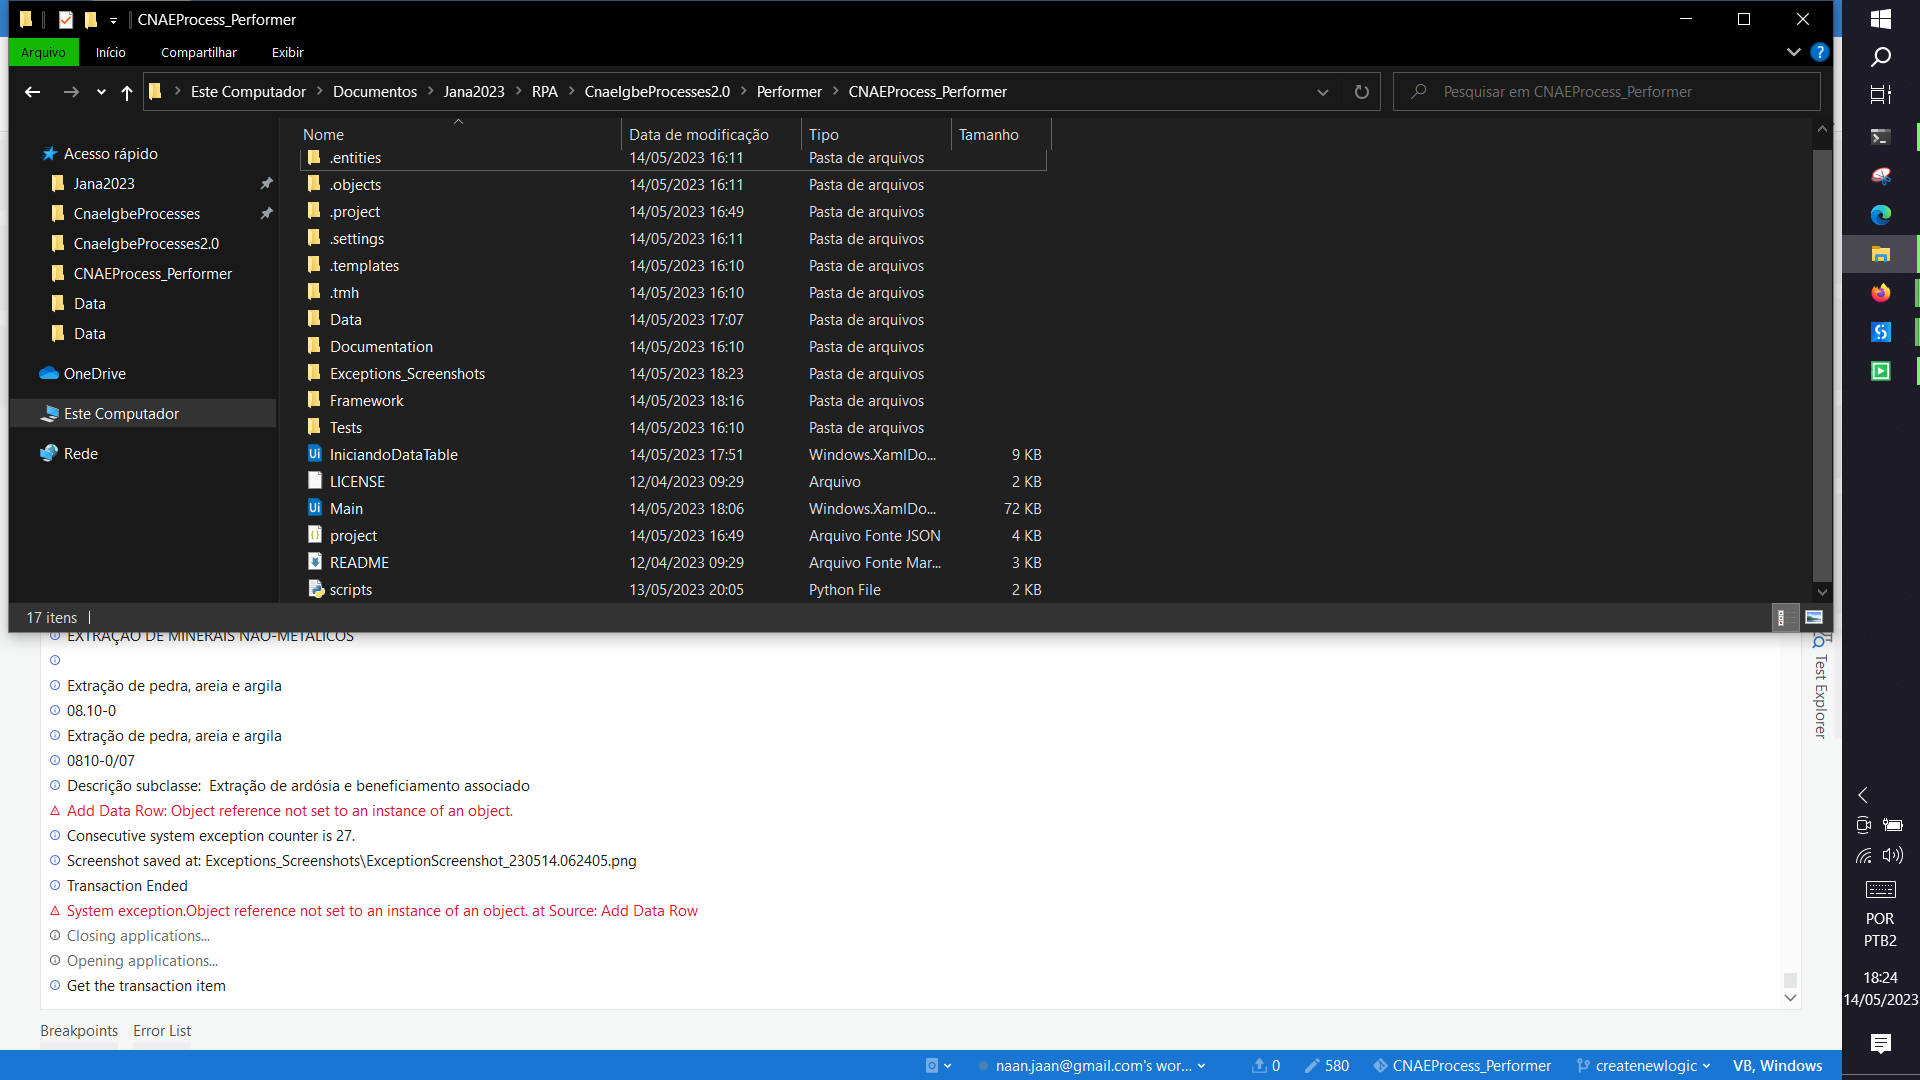 CNAEProcess_Performer
Arquivo
Início
Compartilhar
Exibir
Este Computador
Documentos
Jana2023
RPA
CnaeIgbeProcesses2.0
Performer
CNAEProcess_Performer
Pesquisar em CNAEProcess_Performer
Acesso rápido
Jana2023
CnaeIgbeProcesses
CnaeIgbeProcesses2.0
CNAEProcess_Performer
Data
Data
OneDrive
Este Computador
Rede
Nome Data de modificação Tipo Tamanho
.entities 14/05/2023 16:11 Pasta de arquivos
.objects 14/05/2023 16:11 Pasta de arquivos
.project 14/05/2023 16:49 Pasta de arquivos
.settings 14/05/2023 16:11 Pasta de arquivos
.templates 14/05/2023 16:10 Pasta de arquivos
.tmh 14/05/2023 16:10 Pasta de arquivos
Data 14/05/2023 17:07 Pasta de arquivos
Documentation 14/05/2023 16:10 Pasta de arquivos
Exceptions_Screenshots 14/05/2023 18:23 Pasta de arquivos
Framework 14/05/2023 18:16 Pasta de arquivos
Tests 14/05/2023 16:10 Pasta de arquivos
IniciandoDataTable 14/05/2023 17:51 Windows.XamlDo... 9 KB
LICENSE 12/04/2023 09:29 Arquivo 2 KB
Main 14/05/2023 18:06 Windows.XamlDo... 72 KB
project 14/05/2023 16:49 Arquivo Fonte JSON 4 KB
README 12/04/2023 09:29 Arquivo Fonte Mar... 3 KB
scripts 13/05/2023 20:05 Python File 2 KB
17 itens
EXTRAÇÃO DE MINERAIS NÃO-METÁLICOS
Extração de pedra, areia e argila
08.10-0
Extração de pedra, areia e argila
0810-0/07
Descrição subclasse:  Extração de ardósia e beneficiamento associado
Add Data Row: Object reference not set to an instance of an object.
Consecutive system exception counter is 27.
Screenshot saved at: Exceptions_Screenshots\ExceptionScreenshot_230514.062405.png
Transaction Ended
System exception.Object reference not set to an instance of an object. at Source: Add Data Row
Closing applications...
Opening applications...
Get the transaction item
Test Explorer
Breakpoints
Error List
naan.jaan@gmail.com's wor...
0
580
CNAEProcess_Performer
createnewlogic
VB, Windows
POR
PTB2
18:24
14/05/2023